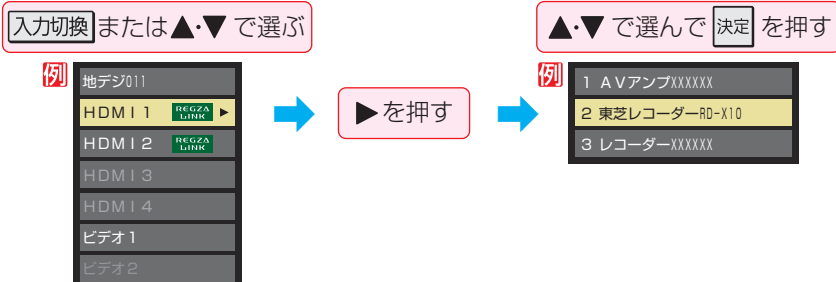 入力切換 または▲・▼ で選ぶ
例
地デジ011
HDMI1 REGZA LINK ▶
HDMI2 REGZA LINK
HDMI3
HDMI4
ビデオ1
ビデオ2
▶を押す
▲・▼ で選んで 決定 を押す
例
1 AVアンプXXXXXX
2 東芝レコーダーRD-X10
3 レコーダーXXXXXX